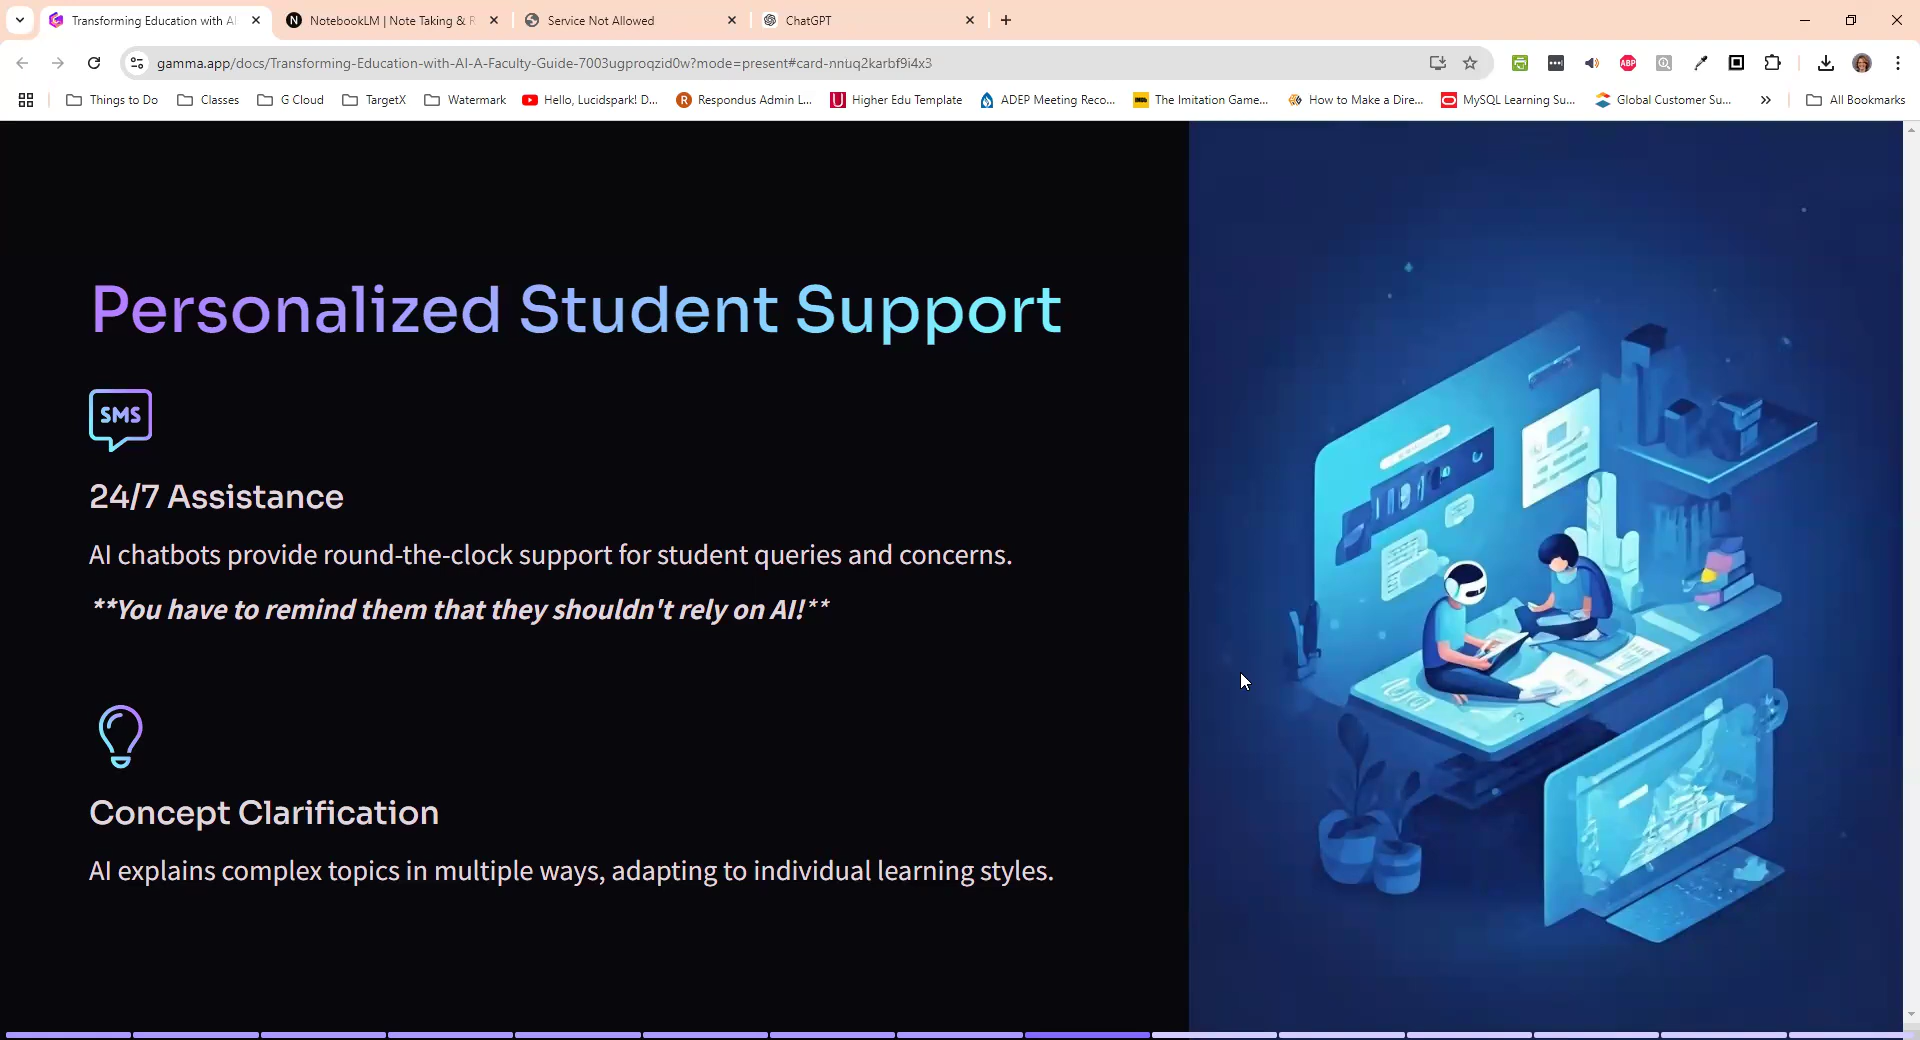 Transforming Education with AI
NotebookLM | Note Taking & R
Service Not Allowed
ChatGPT
gamma.app/docs/Transforming-Education-with-AI-A-Faculty-Guide-7003ugproqzid0w?mode=present#card-nnuq2karbf9i4x3
ABP
Things to Do
Classes
G Cloud
TargetX
Watermark
Hello, Lucidspark! D...
Respondus Admin L...
Higher Edu Template
ADEP Meeting Reco...
The Imitation Game...
How to Make a Dire...
MySQL Learning Su...
Global Customer Su...
All Bookmarks
Personalized Student Support
SMS
24/7 Assistance
AI chatbots provide round-the-clock support for student queries and concerns.
**You have to remind them that they shouldn't rely on AI!**
Concept Clarification
AI explains complex topics in multiple ways, adapting to individual learning styles.